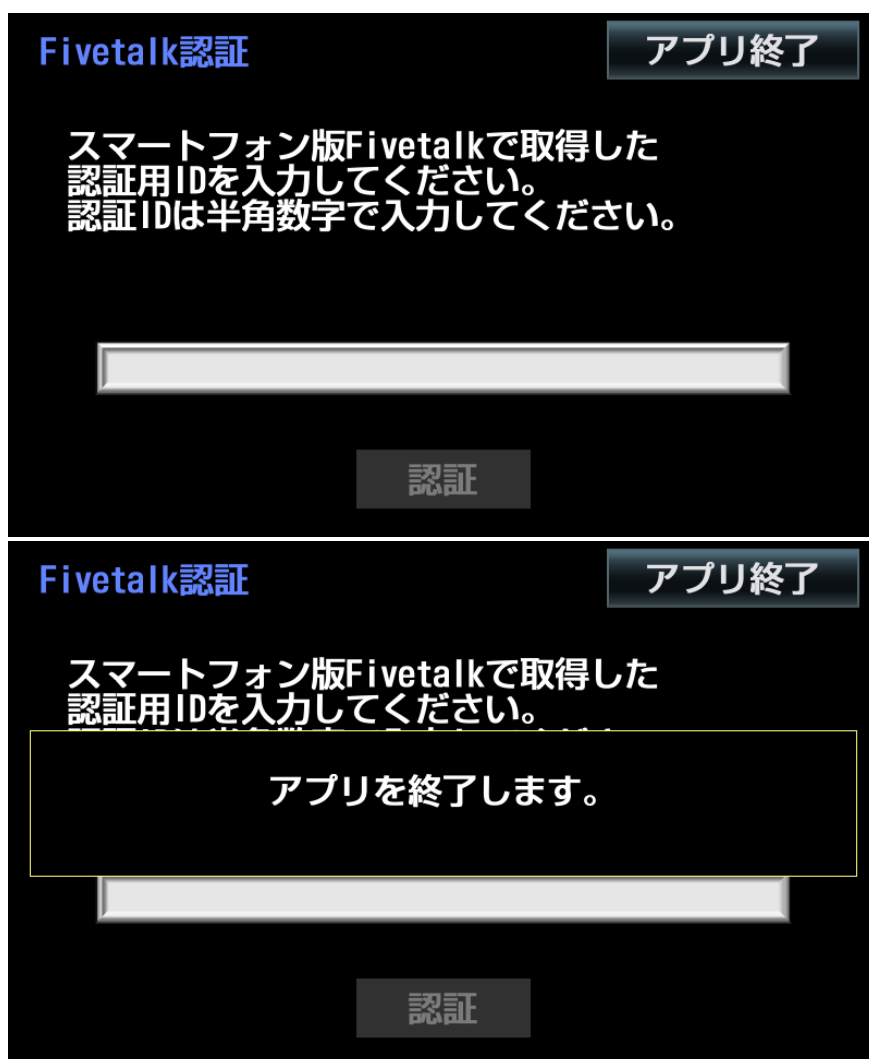 Fivetalk認証
アプリ終了
スマートフォン版Fivetalkで取得した
認証用IDを入力してください。
認証IDは半角数字で入力してください。
認証
Fivetalk認証
アプリ終了
スマートフォン版Fivetalkで取得した
認証用IDを入力してください。
アプリを終了します。
認証